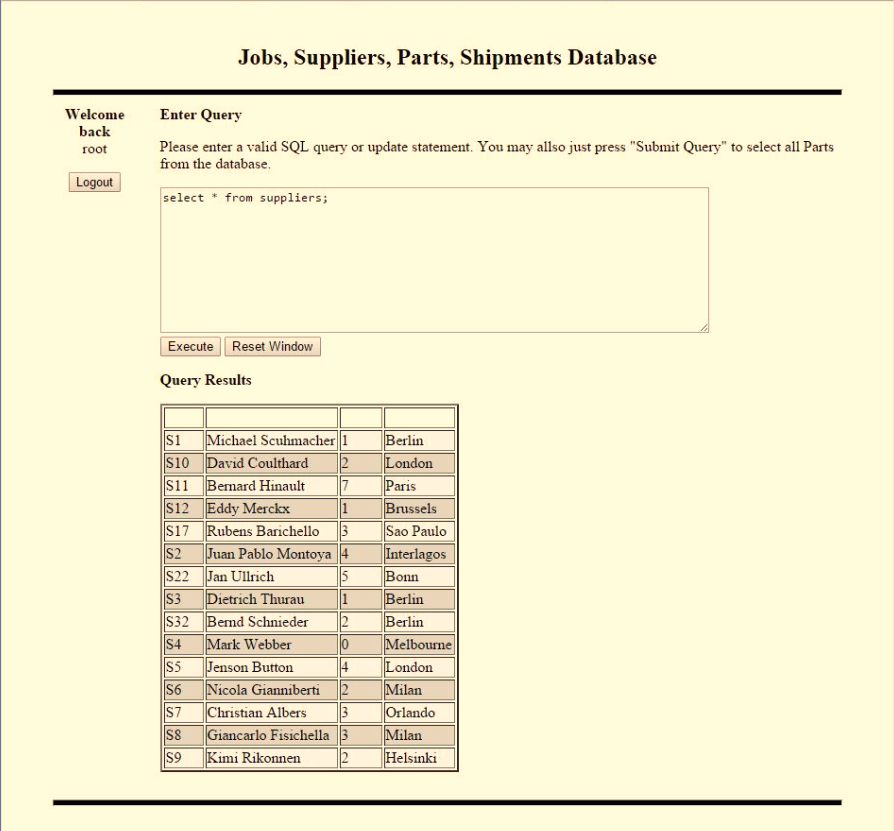 Jobs, Suppliers, Parts, Shipments Database
Welcome
back
root
Logout
Enter Query
Please enter a valid SQL query or update statement. You may allso just press "Submit Query" to select all Parts
from the database.
select * from suppliers;
Execute Reset Window
Query Results
S1 Michael Scuhmacher 1 Berlin
S10 David Coulthard 2 London
S11 Bernard Hinault 7 Paris
S12 Eddy Merckx 1 Brussels
S17 Rubens Barichello 3 Sao Paulo
S2 Juan Pablo Montoya 4 Interlagos
S22 Jan Ullrich 5 Bonn
S3 Dietrich Thurau 1 Berlin
S32 Bernd Schnieder 2 Berlin
S4 Mark Webber 0 Melbourne
S5 Jenson Button 4 London
S6 Nicola Gianniberti 2 Milan
S7 Christian Albers 3 Orlando
S8 Giancarlo Fisichella 3 Milan
S9 Kimi Rikonnen 2 Helsinki